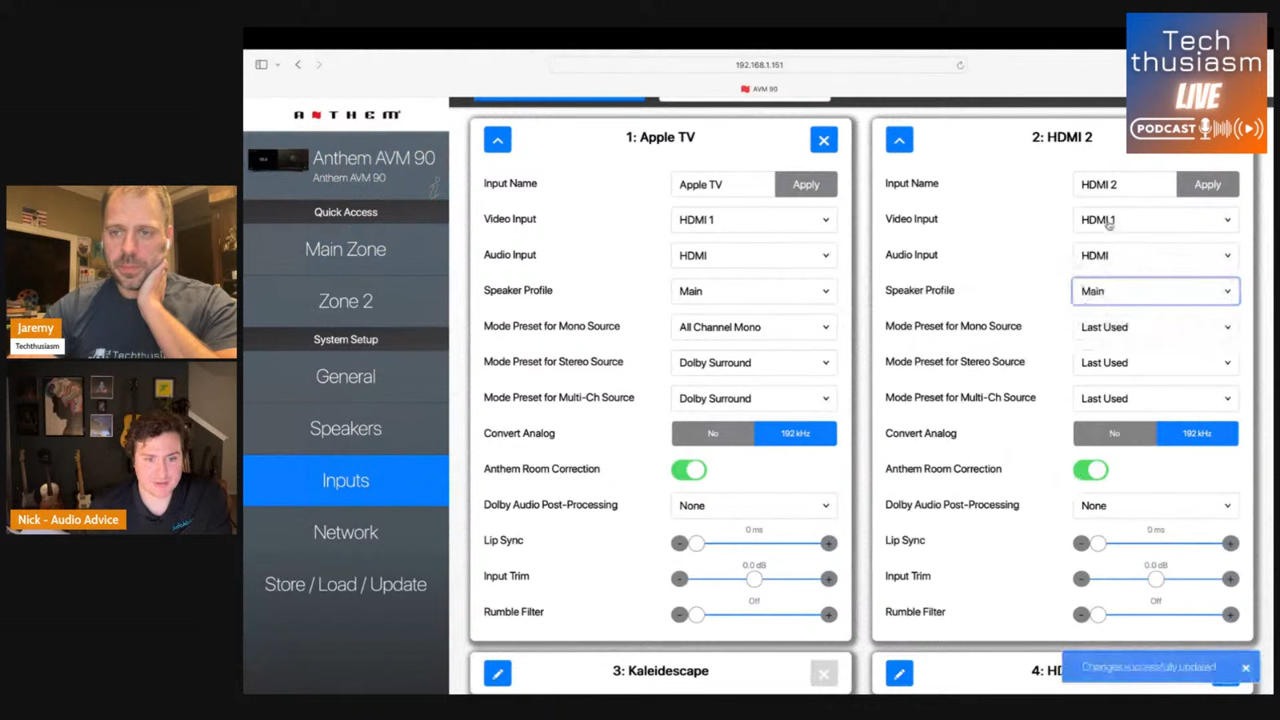 192.168.1.151
AVM 90
Tech
thusiasm
LIVE
PODCAST
ANTHEM
Anthem AVM 90
Anthem AVM 90
Quick Access
Main Zone
Zone 2
System Setup
General
Speakers
Inputs
Network
Store / Load / Update
1: Apple TV
Input Name
Apple TV
Apply
Video Input
HDMI 1
Audio Input
HDMI
Speaker Profile
Main
Mode Preset for Mono Source
All Channel Mono
Mode Preset for Stereo Source
Dolby Surround
Mode Preset for Multi-Ch Source
Dolby Surround
Convert Analog
No
192 kHz
Anthem Room Correction
Dolby Audio Post-Processing
None
Lip Sync
0 ms
Input Trim
0.0 dB
Rumble Filter
Off
2: HDMI 2
Input Name
HDMI 2
Apply
Video Input
HDMI 1
Audio Input
HDMI
Speaker Profile
Main
Mode Preset for Mono Source
Last Used
Mode Preset for Stereo Source
Last Used
Mode Preset for Multi-Ch Source
Last Used
Convert Analog
No
192 kHz
Anthem Room Correction
Dolby Audio Post-Processing
None
Lip Sync
0 ms
Input Trim
0.0 dB
Rumble Filter
Off
3: Kaleidescape
4: HD
Changes successfully updated
Jaremy
Techthusiasm
Techthusias
Nick - Audio Advice